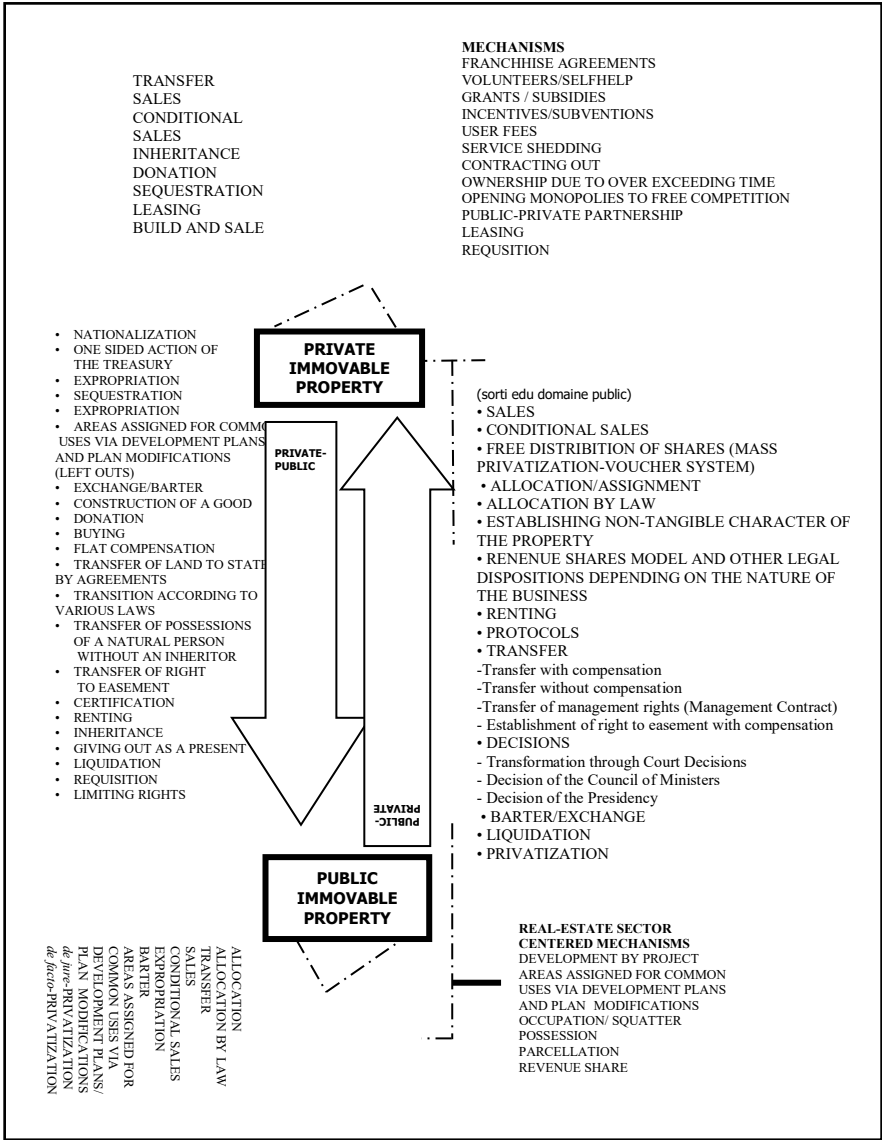 TRANSFER
SALES
CONDITIONAL
SALES
INHERITANCE
DONATION
SEQUESTRATION
LEASING
BUILD AND SALE
MECHANISMS
FRANCHHISE AGREEMENTS
VOLUNTEERS/SELFHELP
GRANTS / SUBSIDIES
INCENTIVES/SUBVENTIONS
USER FEES
SERVICE SHEDDING
CONTRACTING OUT
OWNERSHIP DUE TO OVER EXCEEDING TIME
OPENING MONOPOLIES TO FREE COMPETITION
PUBLIC-PRIVATE PARTNERSHIP
LEASING
REQUSITION
PRIVATE
IMMOVABLE
PROPERTY
• NATIONALIZATION
• ONE SIDED ACTION OF
THE TREASURY
• EXPROPRIATION
• SEQUESTRATION
• EXPROPRIATION
• AREAS ASSIGNED FOR COMMO
USES VIA DEVELOPMENT PLANS
AND PLAN MODIFICATIONS
(LEFT OUTS)
• EXCHANGE/BARTER
• CONSTRUCTION OF A GOOD
• DONATION
• BUYING
• FLAT COMPENSATION
• TRANSFER OF LAND TO STATE
BY AGREEMENTS
• TRANSITION ACCORDING TO
VARIOUS LAWS
• TRANSFER OF POSSESSIONS
OF A NATURAL PERSON
WITHOUT AN INHERITOR
• TRANSFER OF RIGHT
TO EASEMENT
• CERTIFICATION
• RENTING
• INHERITANCE
• GIVING OUT AS A PRESENT
• LIQUIDATION
• REQUISITION
• LIMITING RIGHTS
PRIVATE-
PUBLIC
PUBLIC-
PRIVATE
(sorti edu domaine public)
• SALES
• CONDITIONAL SALES
• FREE DISTRIBITION OF SHARES (MASS
PRIVATIZATION-VOUCHER SYSTEM)
• ALLOCATION/ASSIGNMENT
• ALLOCATION BY LAW
• ESTABLISHING NON-TANGIBLE CHARACTER OF
THE PROPERTY
• RENENUE SHARES MODEL AND OTHER LEGAL
DISPOSITIONS DEPENDING ON THE NATURE OF
THE BUSINESS
• RENTING
• PROTOCOLS
• TRANSFER
-Transfer with compensation
-Transfer without compensation
-Transfer of management rights (Management Contract)
- Establishment of right to easement with compensation
• DECISIONS
- Transformation through Court Decisions
- Decision of the Council of Ministers
- Decision of the Presidency
• BARTER/EXCHANGE
• LIQUIDATION
• PRIVATIZATION
PUBLIC
IMMOVABLE
PROPERTY
ALLOCATION
ALLOCATION BY LAW
TRANSFER
SALES
CONDITIONAL SALES
EXPROPRIATION
BARTER
AREAS ASSIGNED FOR
COMMON USES VIA
DEVELOPMENT PLANS/
PLAN MODIFICATIONS
de jure-PRIVATIZATION
de facto-PRIVATIZATION
REAL-ESTATE SECTOR
CENTERED MECHANISMS
DEVELOPMENT BY PROJECT
AREAS ASSIGNED FOR COMMON
USES VIA DEVELOPMENT PLANS
AND PLAN MODIFICATIONS
OCCUPATION/ SQUATTER
POSSESSION
PARCELLATION
REVENUE SHARE